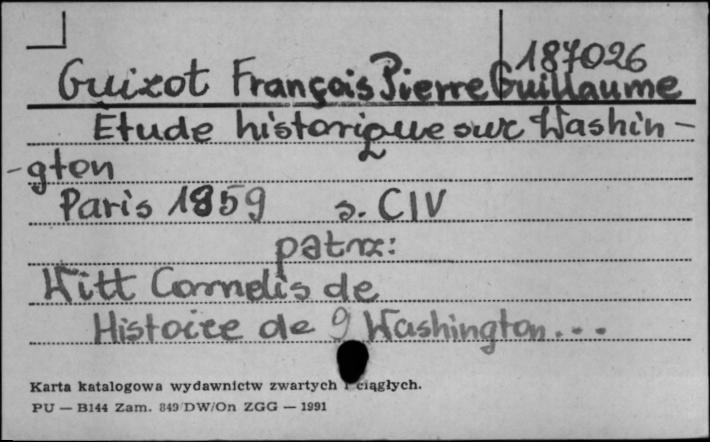 187026
Guizot François Pierre Guillaume
Etude historique sur Washin-
-gton
Paris 1859 s. CIV
patrz:
Witt Cornelis de
Histoire de 9 Washington...
Karta katalogowa wydawnictw zwartych i ciągłych.
PU — B144 Zam. 849/DW/On ZGG — 1991